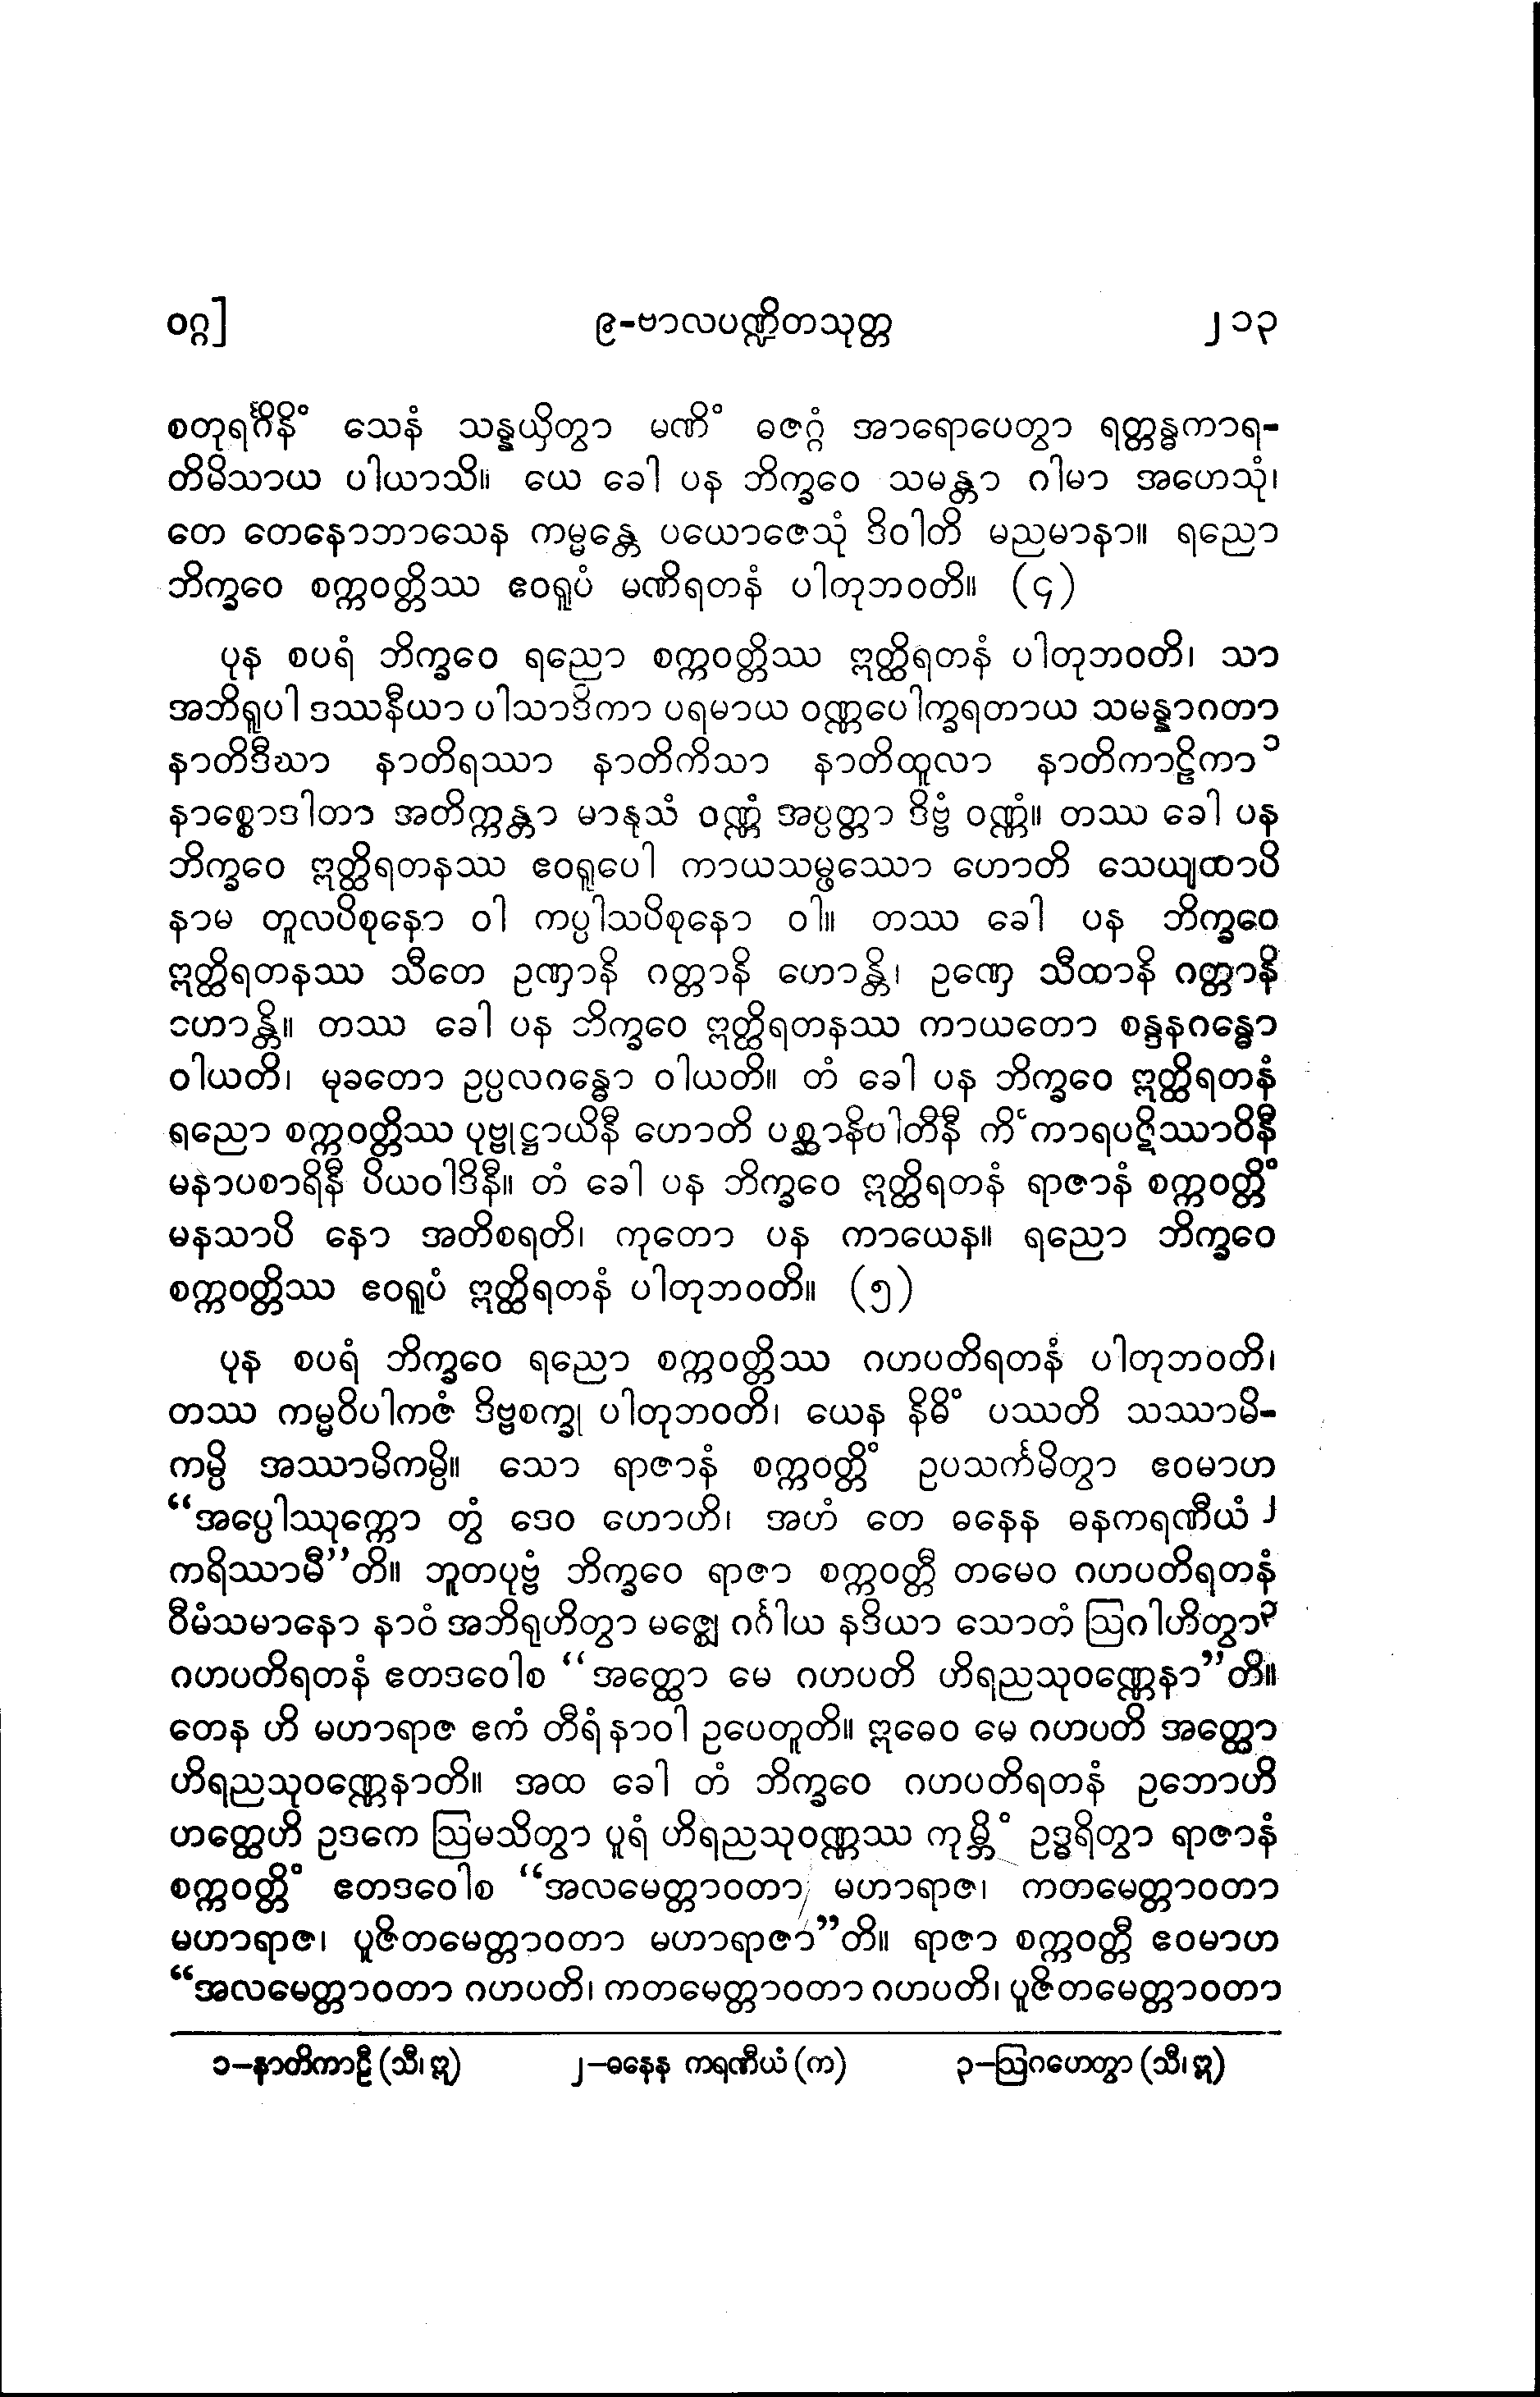 ဝဂ္ဂ]	၉-ဗာလပဏ္ဍိတသုတ္တ	၂၁၃
စတုရင်္ဂိနိံ သေနံ သန္နယှိတွာ မဏိံ ဓဇဂ္ဂံ အာရောပေတွာ ရတ္တန္ဓကာရ-
တိမိသာယ ပါယာသိ။ ယေ ခေါ ပန ဘိက္ခဝေ သမန္တာ ဂါမာ အဟေသုံ၊
တေ တေနောဘာသေန ကမ္မန္တေ ပယောဇေသုံ ဒိဝါတိ မညမာနာ။ ရညော
ဘိက္ခဝေ စက္ကဝတ္တိဿ ဧဝရူပံ မဏိရတနံ ပါတုဘဝတိ။ (၄)
ပုန စပရံ ဘိက္ခဝေ ရညော စက္ကဝတ္တိဿ ဣတ္ထိရတနံ ပါတုဘဝတိ၊ သာ
အဘိရူပါ ဒဿနီယာ ပါသာဒိကာ ပရမာယ ဝဏ္ဏပေါက္ခရတာယ သမန္နာဂတာ
နာတိဒီဃာ နာတိရဿာ နာတိကိသာ နာတိထူလာ နာတိကာဠိကာ၁
နာစ္စောဒါတာ အတိက္ကန္တာ မာနုသံ ဝဏ္ဏံ အပ္ပတ္တာ ဒိဗ္ဗံ ဝဏ္ဏံ။ တဿ ခေါ ပန
ဘိက္ခဝေ ဣတ္ထိရတနဿ ဧဝရူပေါ ကာယသမ္ဖဿော ဟောတိ သေယျထာပိ
နာမ တူလပိစုနော ဝါ ကပ္ပါသပိစုနော ဝါ။ တဿ ခေါ ပန ဘိက္ခဝေ
ဣတ္ထိရတနဿ သီတေ ဥဏှာနိ ဂတ္တာနိ ဟောန္တိ၊ ဥဏှေ သီထာနိ ဂတ္တာနိ
ဟောန္တိ။ တဿ ခေါ ပန ဘိက္ခဝေ ဣတ္ထိရတနဿ ကာယတော စန္ဒနဂန္ဓော
ဝါယတိ၊ မုခတော ဥပ္ပလဂန္ဓော ဝါယတိ။ တံ ခေါ ပန ဘိက္ခဝေ ဣတ္ထိရတနံ
ရညော စက္ကဝတ္တိဿ ပုဗ္ဗုဋ္ဌာယိနီ ဟောတိ ပစ္ဆာနိပါတိနီ ကိံကာရပဋိဿာဝိနီ
မနာပစာရိနီ ပိယဝါဒိနီ။ တံ ခေါ ပန ဘိက္ခဝေ ဣတ္ထိရတနံ ရာဇာနံ စက္ကဝတ္တိံ
မနသာပိ နော အတိစရတိ၊ ကုတော ပန ကာယေန။ ရညော ဘိက္ခဝေ
စက္ကဝတ္တိဿ ဧဝရူပံ ဣတ္ထိရတနံ ပါတုဘဝတိ။ (၅)
ပုန စပရံ ဘိက္ခဝေ ရညော စက္ကဝတ္တိဿ ဂဟပတိရတနံ ပါတုဘဝတိ၊
တဿ ကမ္မဝိပါကဇံ ဒိဗ္ဗစက္ခု ပါတုဘဝတိ၊ ယေန နိဓိံ ပဿတိ သဿာမိ-
ကမ္ပိ အဿာမိကမ္ပိ။ သော ရာဇာနံ စက္ကဝတ္တိံ ဥပသင်္ကမိတွာ ဧဝမာဟ
“အပ္ပေါဿုက္ကော တွံ ဒေဝ ဟောဟိ၊ အဟံ တေ ဓနေန ဓနကရဏီယံ၂
ကရိဿာမီ”တိ။ ဘူတပုဗ္ဗံ ဘိက္ခဝေ ရာဇာ စက္ကဝတ္တီ တမေဝ ဂဟပတိရတနံ
ဝီမံသမာနော နာဝံ အဘိရုဟိတွာ မဇ္ဈေ ဂင်္ဂါယ နဒိယာ သောတံ ဩဂါဟိတွာ၃
ဂဟပတိရတနံ ဧတဒဝေါစ “အတ္ထော မေ ဂဟပတိ ဟိရညသုဝဏ္ဏေနာ”တိ။
တေန ဟိ မဟာရာဇ ဧကံ တီရံ နာဝါ ဥပေတူတိ။ ဣဓေဝ မေ ဂဟပတိ အတ္ထော
ဟိရညသုဝဏ္ဏေနာတိ။ အထ ခေါ တံ ဘိက္ခဝေ ဂဟပတိရတနံ ဥဘောဟိ
ဟတ္ထေဟိ ဥဒကေ ဩမသိတွာ ပူရံ ဟိရညသုဝဏ္ဏဿ ကုမ္ဘိံ ဥဒ္ဓရိတွာ ရာဇာနံ
စက္ကဝတ္တိံ ဧတဒဝေါစ “အလမေတ္တာဝတာ မဟာရာဇ၊ ကတမေတ္တာဝတာ
မဟာရာဇ၊ ပူဇိတမေတ္တာဝတာ မဟာရာဇာ”တိ။ ရာဇာ စက္ကဝတ္တီ ဧဝမာဟ
“အလမေတ္တာဝတာ ဂဟပတိ၊ ကတမေတ္တာဝတာ ဂဟပတိ၊ ပူဇိတမေတ္တာဝတာ
၁–နာတိကာဠီ (သီ၊ ဣ)	၂–ဓနေန ကရဏီယံ (က)	၃–ဩဂဟေတွာ (သီ၊ ဣ)